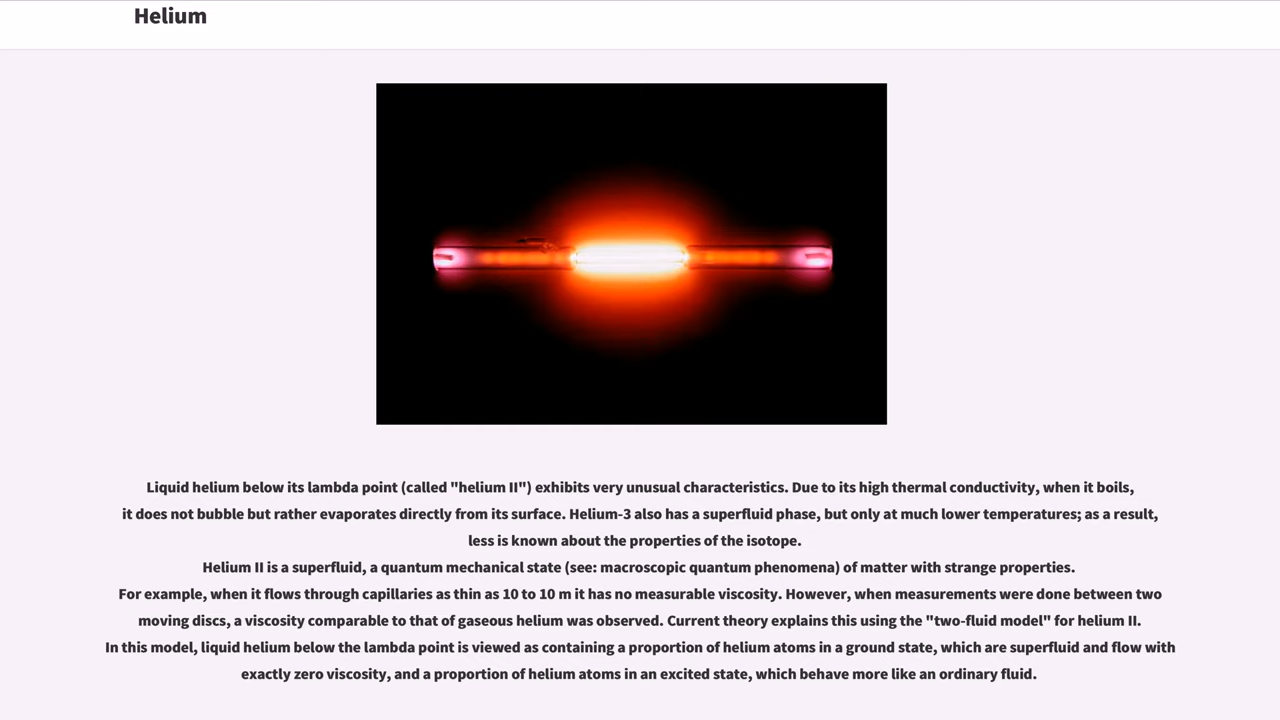 Helium
Liquid helium below its lambda point (called "helium II") exhibits very unusual characteristics. Due to its high thermal conductivity, when it boils,
it does not bubble but rather evaporates directly from its surface. Helium-3 also has a superfluid phase, but only at much lower temperatures; as a result,
less is known about the properties of the isotope.
Helium II is a superfluid, a quantum mechanical state (see: macroscopic quantum phenomena) of matter with strange properties.
For example, when it flows through capillaries as thin as 10 to 10 m it has no measurable viscosity. However, when measurements were done between two
moving discs, a viscosity comparable to that of gaseous helium was observed. Current theory explains this using the "two-fluid model" for helium II.
In this model, liquid helium below the lambda point is viewed as containing a proportion of helium atoms in a ground state, which are superfluid and flow with
exactly zero viscosity, and a proportion of helium atoms in an excited state, which behave more like an ordinary fluid.